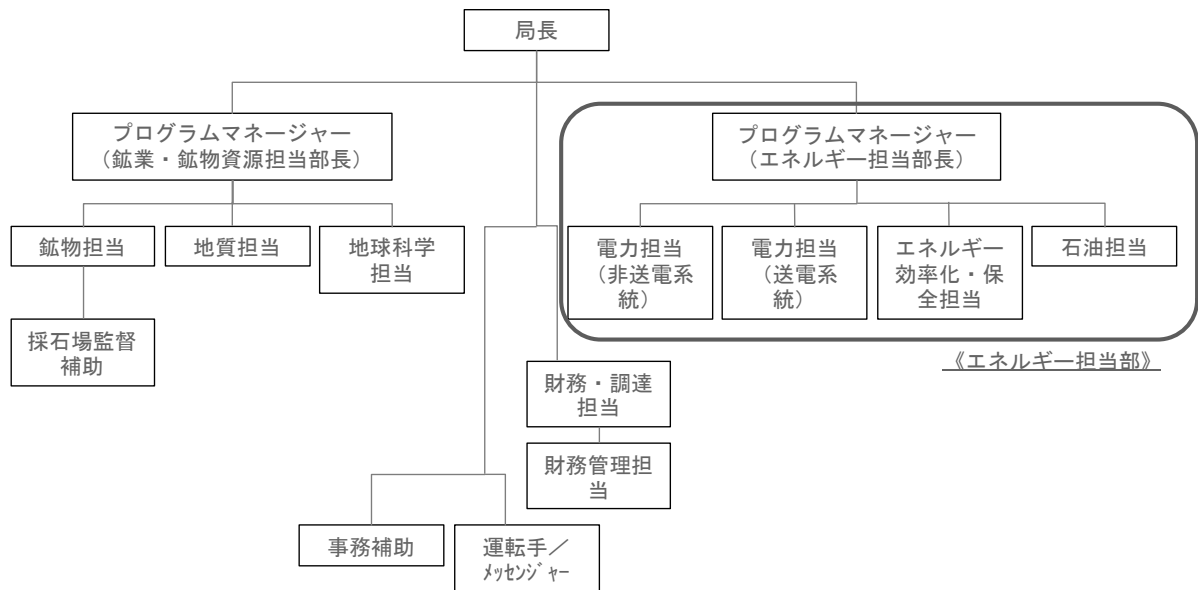 局長
プログラムマネージャー
（鉱業・鉱物資源担当部長）
プログラムマネージャー
（エネルギー担当部長）
鉱物担当
地質担当
地球科学
担当
電力担当
（非送電系
統）
電力担当
（送電系
統）
エネルギー
効率化・保
全担当
石油担当
採石場監督
補助
《エネルギー担当部》
財務・調達
担当
財務管理担
当
事務補助
運転手／
ﾒｯｾﾝｼﾞｬｰ